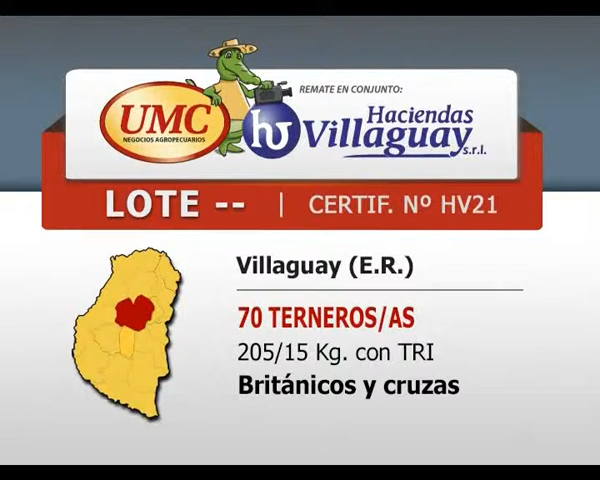 UMC
NEGOCIOS AGROPECUARIOS
REMATE EN CONJUNTO:
hv
Haciendas
Villaguay
s.r.l.
LOTE -- | CERTIF. Nº HV21
Villaguay (E.R.)
70 TERNEROS/AS
205/15 Kg. con TRI
Británicos y cruzas